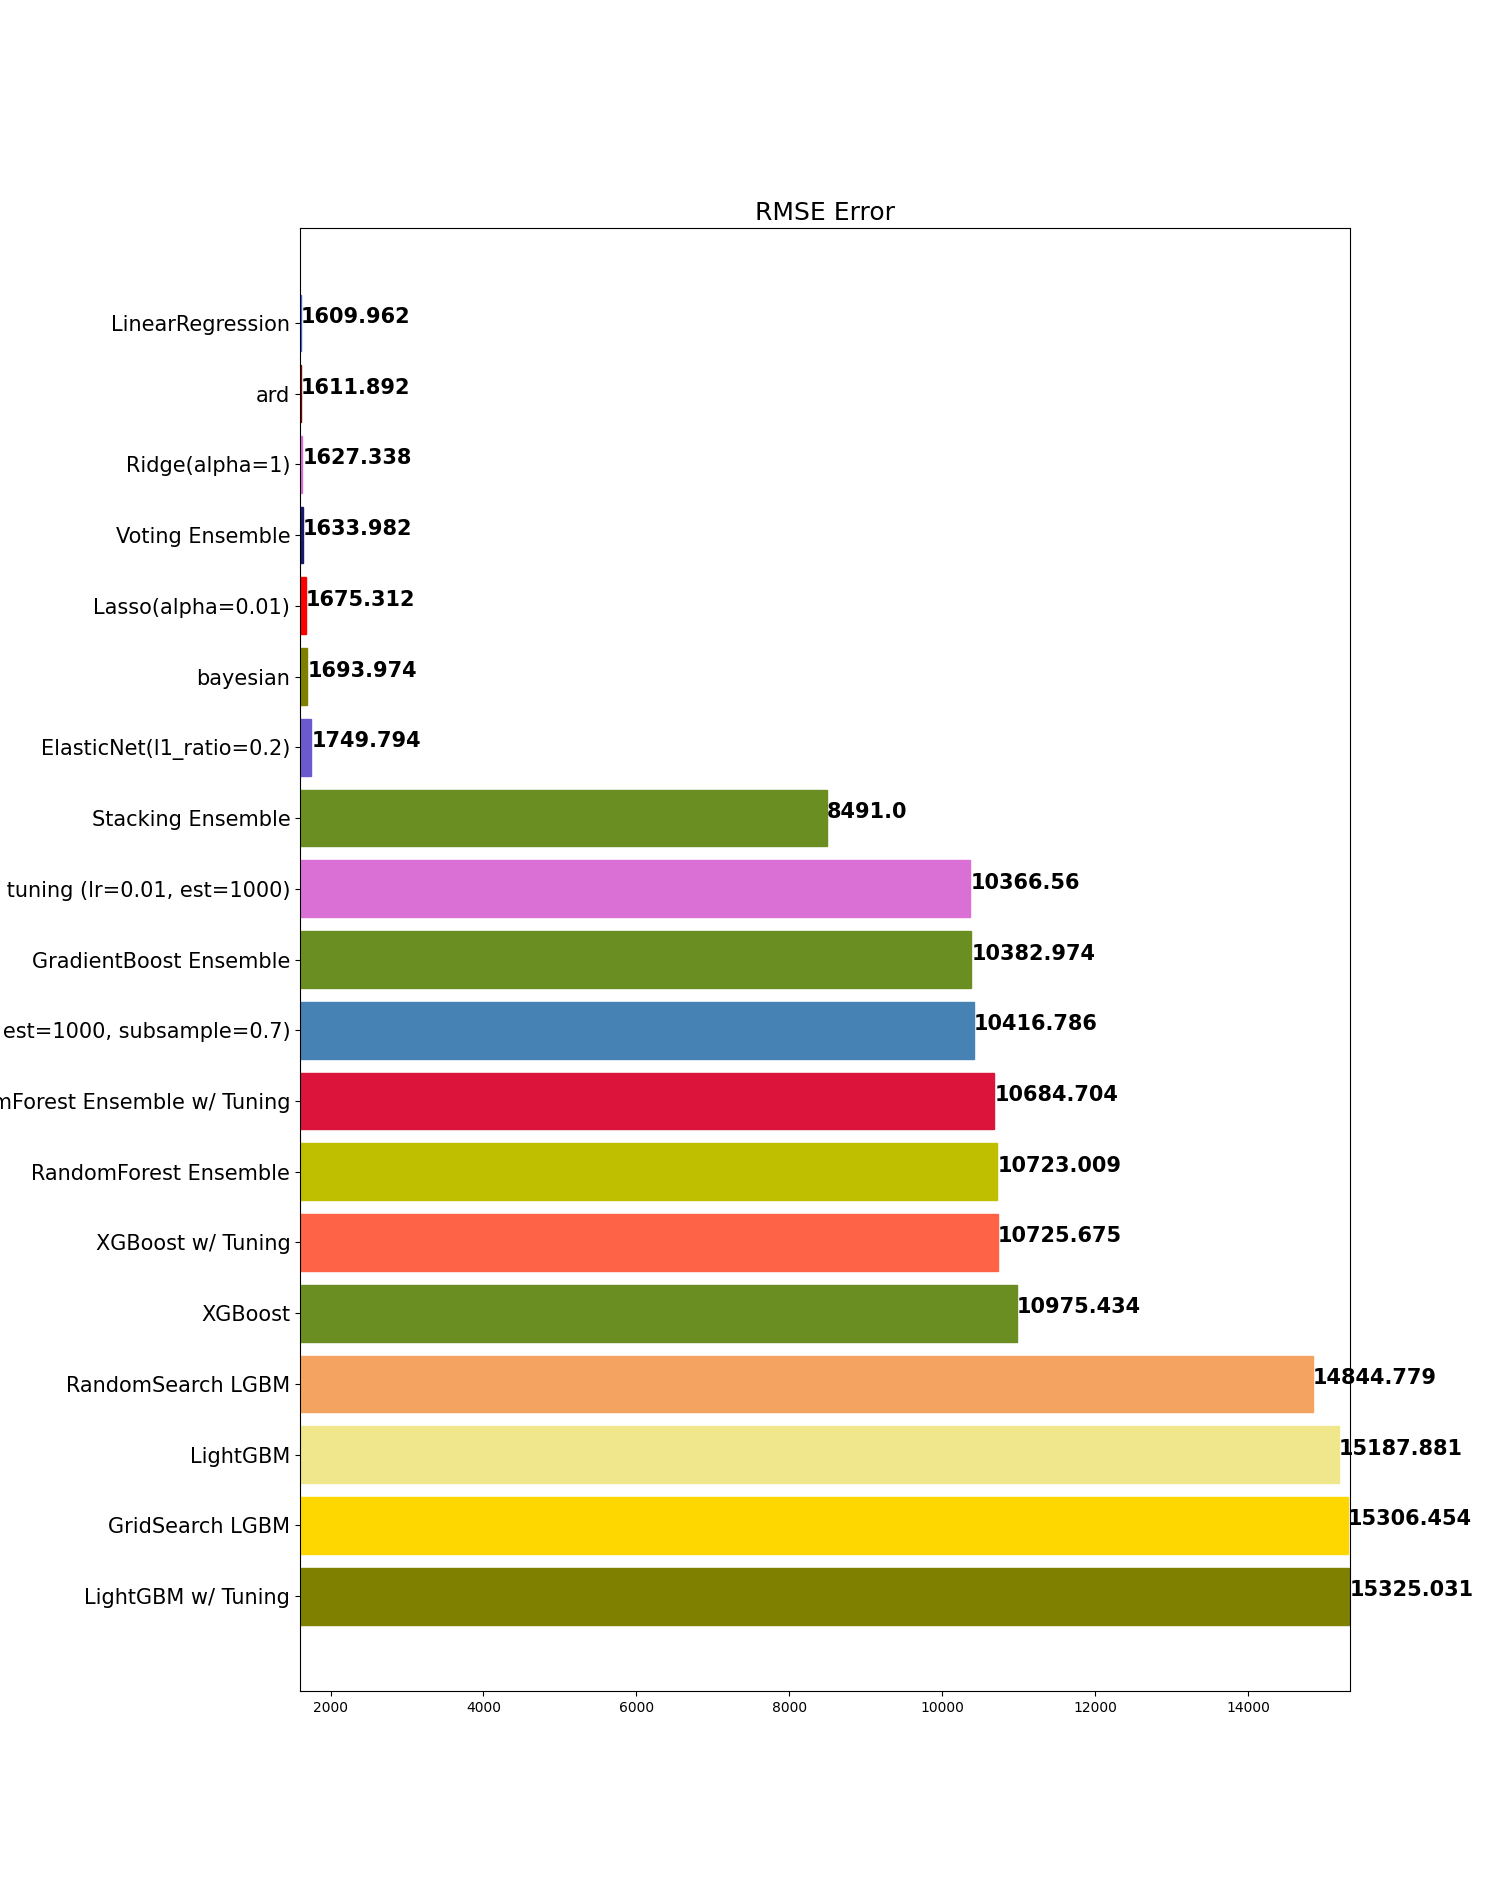 RMSE Error
LinearRegression 1609.962
ard 1611.892
Ridge(alpha=1) 1627.338
Voting Ensemble 1633.982
Lasso(alpha=0.01) 1675.312
bayesian 1693.974
ElasticNet(l1_ratio=0.2) 1749.794
Stacking Ensemble 8491.0
tuning (lr=0.01, est=1000) 10366.56
GradientBoost Ensemble 10382.974
est=1000, subsample=0.7) 10416.786
mForest Ensemble w/ Tuning 10684.704
RandomForest Ensemble 10723.009
XGBoost w/ Tuning 10725.675
XGBoost 10975.434
RandomSearch LGBM 14844.779
LightGBM 15187.881
GridSearch LGBM 15306.454
LightGBM w/ Tuning 15325.031
2000 4000 6000 8000 10000 12000 14000